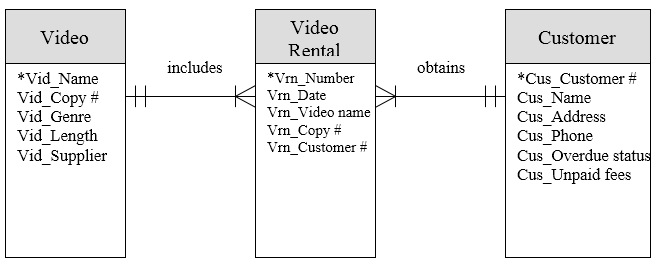 Video
*Vid_Name
Vid_Copy #
Vid_Genre
Vid_Length
Vid_Supplier
includes
Video
Rental
*Vrn_Number
Vrn_Date
Vrn_Video name
Vrn_Copy #
Vrn_Customer #
obtains
Customer
*Cus_Customer #
Cus_Name
Cus_Address
Cus_Phone
Cus_Overdue status
Cus_Unpaid fees